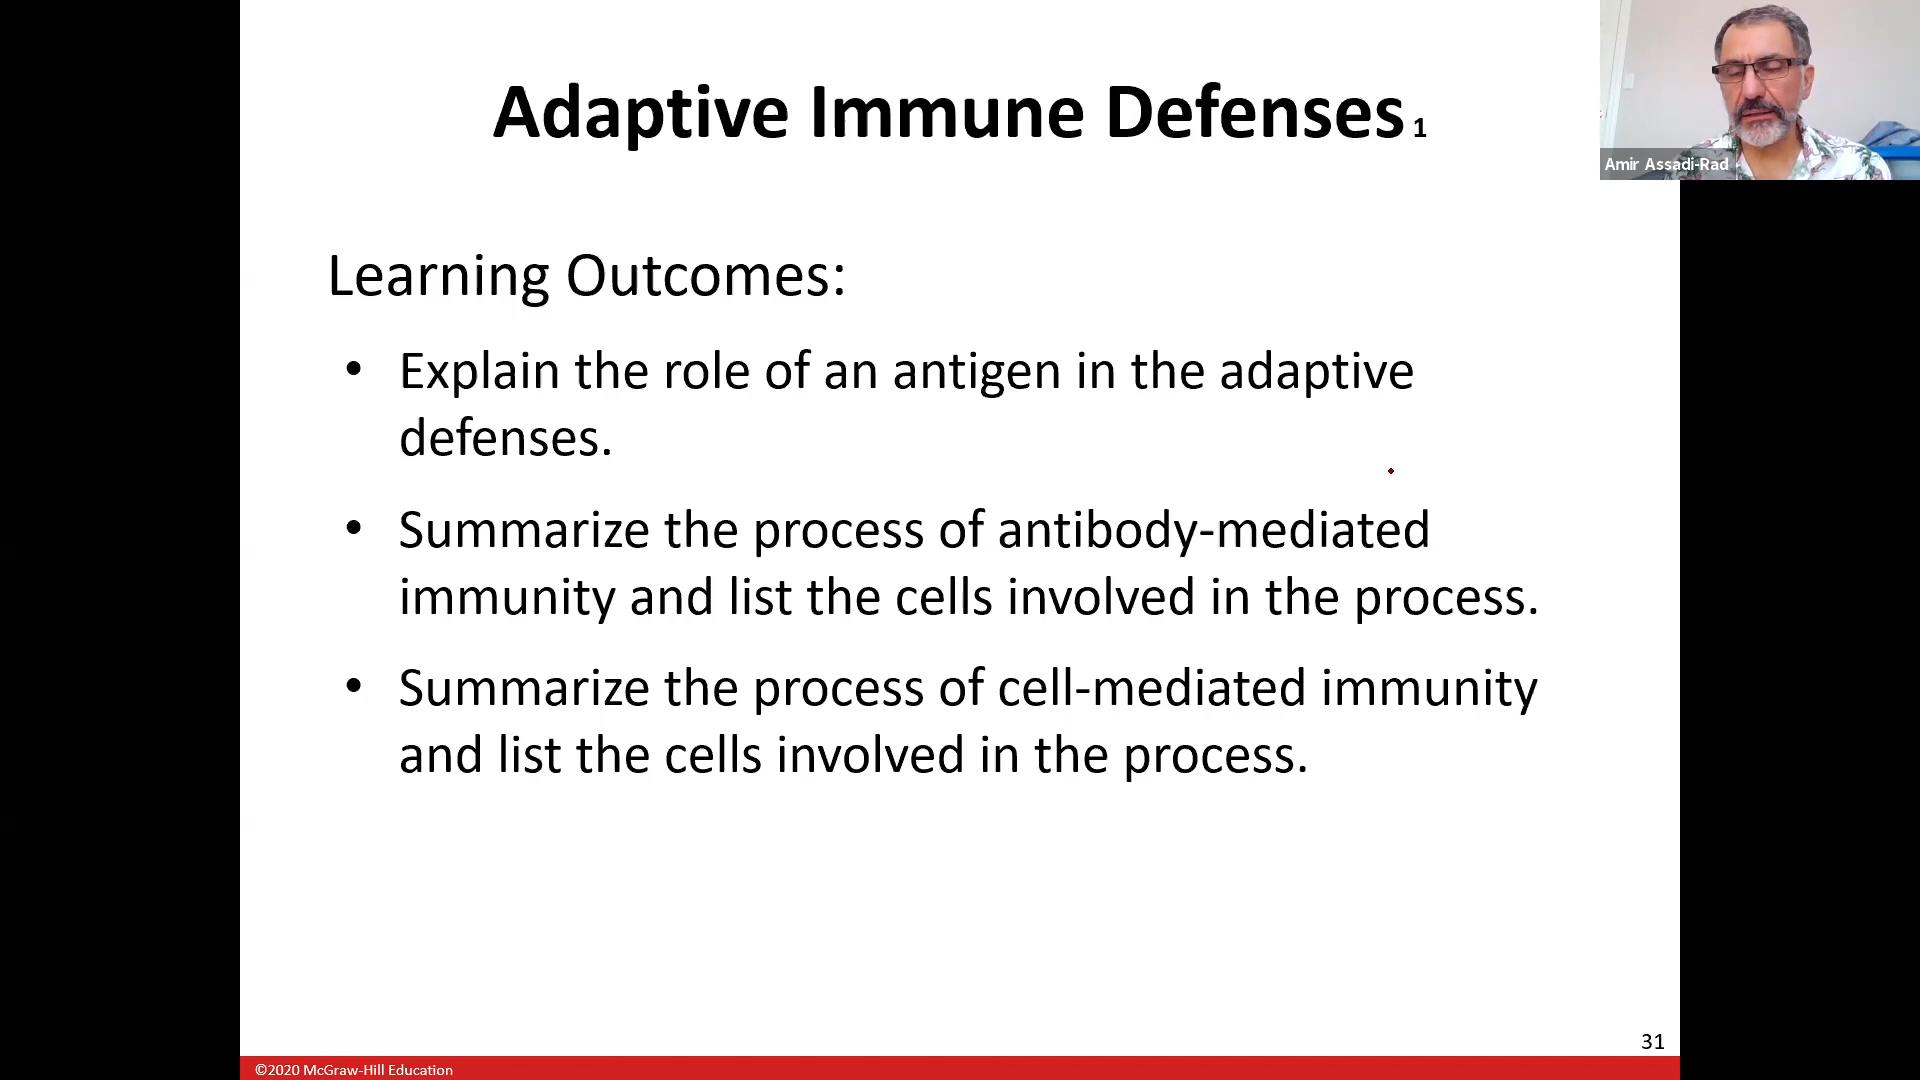 Adaptive Immune Defenses 1
Amir Assadi-Rad
Learning Outcomes:
• Explain the role of an antigen in the adaptive
defenses.
• Summarize the process of antibody-mediated
immunity and list the cells involved in the process.
• Summarize the process of cell-mediated immunity
and list the cells involved in the process.
31
©2020 McGraw-Hill Education